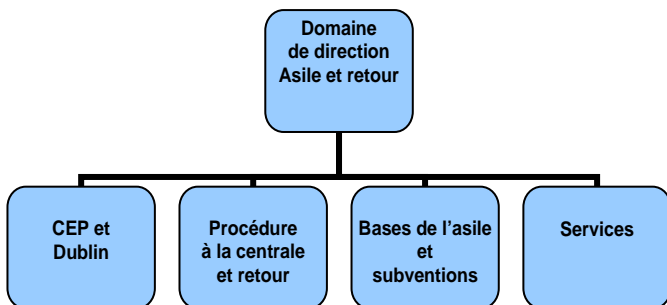 Domaine
de direction
Asile et retour
CEP et
Dublin
Procédure
à la centrale
et retour
Bases de l'asile
et
subventions
Services